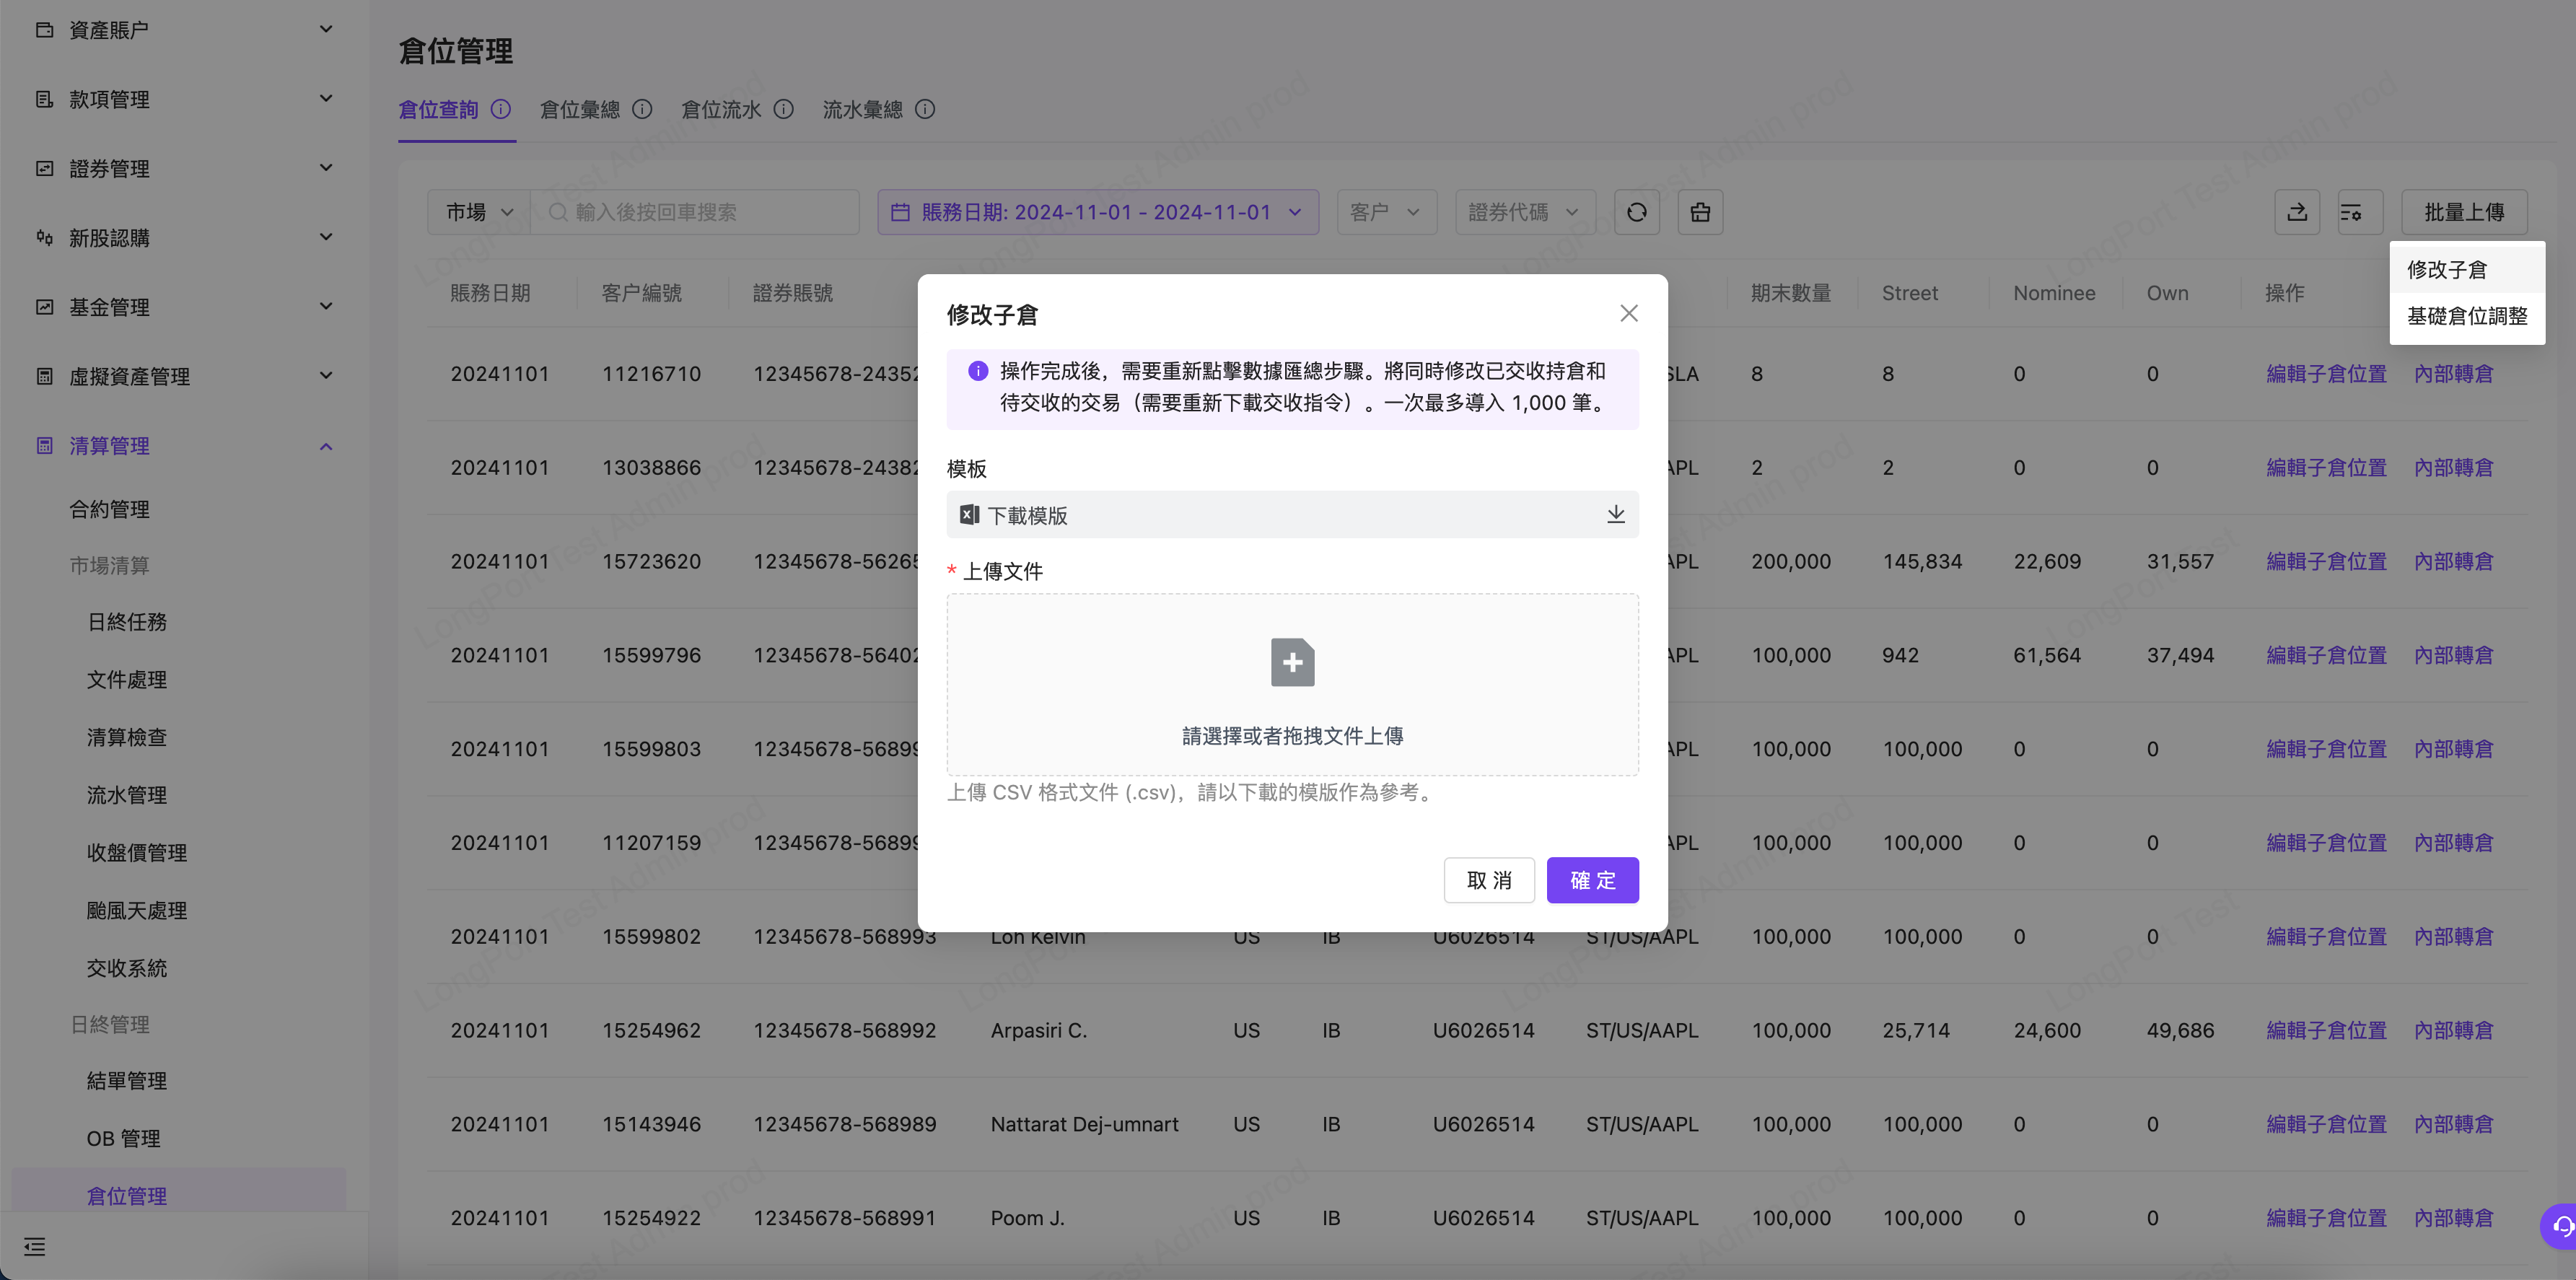 資產賬户
款項管理
證券管理
新股認購
基金管理
虛擬資產管理
清算管理
合約管理
市場清算
日終任務
文件處理
清算檢查
流水管理
收盤價管理
颱風天處理
交收系統
日終管理
結單管理
OB 管理
倉位管理
倉位管理
倉位查詢 倉位彙總 倉位流水 流水彙總
市場 輸入後按回車搜索 賬務日期: 2024-11-01 - 2024-11-01 客户 證券代碼 批量上傳
修改子倉
基礎倉位調整
賬務日期 客户編號 證券賬號 期末數量 Street Nominee Own 操作
20241101 11216710 12345678-2435 SLA 8 8 0 0 編輯子倉位置 內部轉倉
20241101 13038866 12345678-2438 APL 2 2 0 0 編輯子倉位置 內部轉倉
20241101 15723620 12345678-5626 APL 200,000 145,834 22,609 31,557 編輯子倉位置 內部轉倉
20241101 15599796 12345678-5640 APL 100,000 942 61,564 37,494 編輯子倉位置 內部轉倉
20241101 15599803 12345678-5689 APL 100,000 100,000 0 0 編輯子倉位置 內部轉倉
20241101 11207159 12345678-5689 APL 100,000 100,000 0 0 編輯子倉位置 內部轉倉
20241101 15599802 12345678-568993 Loh Kelvin US IB U6026514 ST/US/AAPL 100,000 100,000 0 0 編輯子倉位置 內部轉倉
20241101 15254962 12345678-568992 Arpasiri C. US IB U6026514 ST/US/AAPL 100,000 25,714 24,600 49,686 編輯子倉位置 內部轉倉
20241101 15143946 12345678-568989 Nattarat Dej-umnart US IB U6026514 ST/US/AAPL 100,000 100,000 0 0 編輯子倉位置 內部轉倉
20241101 15254922 12345678-568991 Poom J. US IB U6026514 ST/US/AAPL 100,000 100,000 0 0 編輯子倉位置 內部轉倉
修改子倉
操作完成後，需要重新點擊數據匯總步驟。將同時修改已交收持倉和
待交收的交易（需要重新下載交收指令）。一次最多導入 1,000 筆。
模板
下載模版
* 上傳文件
請選擇或者拖拽文件上傳
上傳 CSV 格式文件 (.csv)，請以下載的模版作為參考。
取 消 確 定
LongPort Test Admin prod